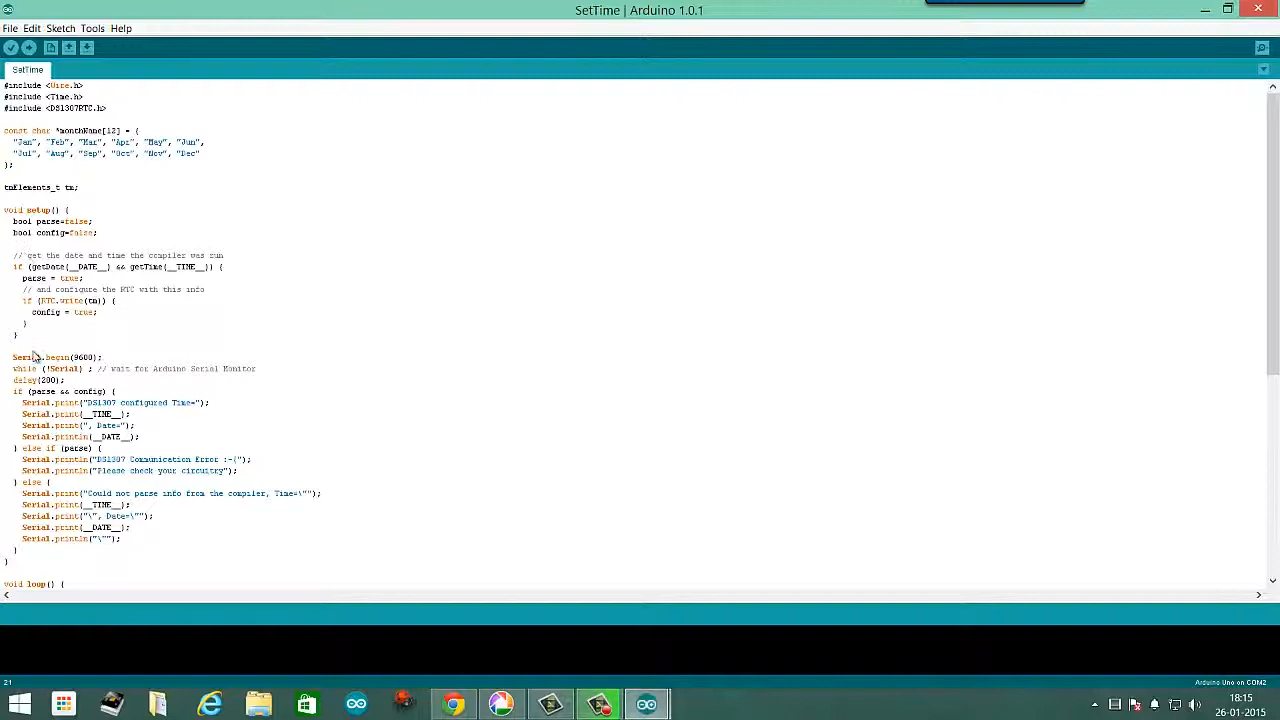 SetTime | Arduino 1.0.1
File Edit Sketch Tools Help
SetTime
#include <Wire.h>
#include <Time.h>
#include <DS1307RTC.h>
const char *monthName[12] = {
"Jan", "Feb", "Mar", "Apr", "May", "Jun",
"Jul", "Aug", "Sep", "Oct", "Nov", "Dec"
};
tmElements_t tm;
void setup() {
bool parse=false;
bool config=false;
// get the date and time the compiler was run
if (getDate(__DATE__) && getTime(__TIME__)) {
parse = true;
// and configure the RTC with this info
if (RTC.write(tm)) {
config = true;
}
}
Serial.begin(9600);
while (!Serial) ; // wait for Arduino Serial Monitor
delay(200);
if (parse && config) {
Serial.print("DS1307 configured Time=");
Serial.print(__TIME__);
Serial.print(", Date=");
Serial.println(__DATE__);
} else if (parse) {
Serial.println("DS1307 Communication Error :-{");
Serial.println("Please check your circuitry");
} else {
Serial.print("Could not parse info from the compiler, Time=\"");
Serial.print(__TIME__);
Serial.print("\", Date=\"");
Serial.print(__DATE__);
Serial.println("\"");
}
}
void loop() {
21
Arduino Uno on COM2
18:15
26-01-2015